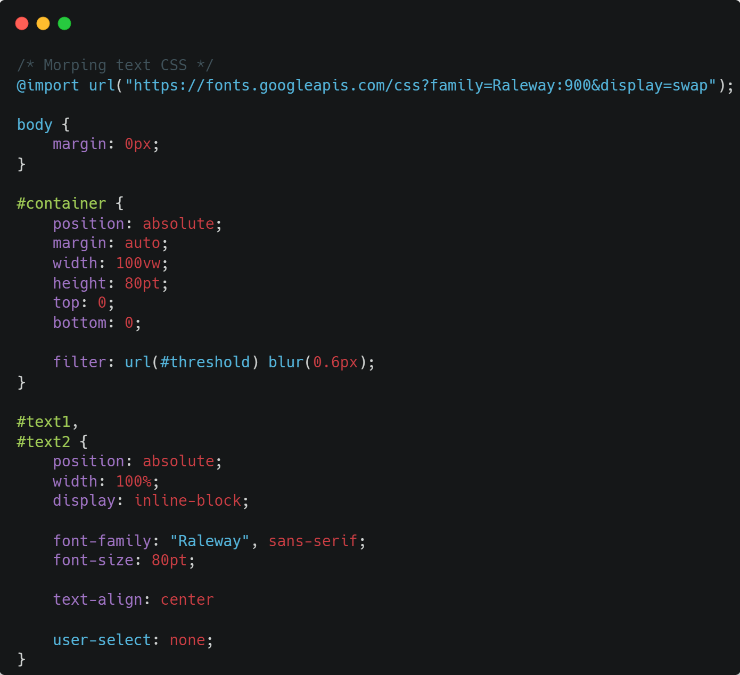 /* Morping text CSS */
@import url("https://fonts.googleapis.com/css?family=Raleway:900&display=swap");
body {
    margin: 0px;
}
#container {
    position: absolute;
    margin: auto;
    width: 100vw;
    height: 80pt;
    top: 0;
    bottom: 0;
    filter: url(#threshold) blur(0.6px);
}
#text1,
#text2 {
    position: absolute;
    width: 100%;
    display: inline-block;
    font-family: "Raleway", sans-serif;
    font-size: 80pt;
    text-align: center
    user-select: none;
}